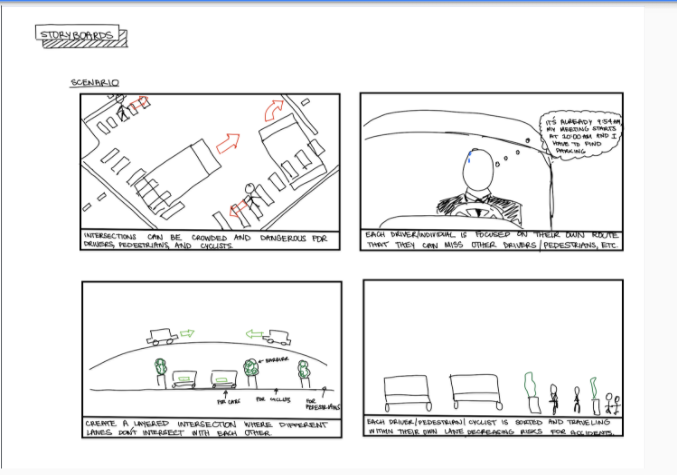 STORYBOARDS
SCENARIO
INTERSECTIONS CAN BE CROWDED AND DANGEROUS FOR
DRIVERS, PEDESTRIANS, AND CYCLISTS.
IT'S ALREADY 9:54 AM,
MY MEETING STARTS
AT 10:00 AM AND I
HAVE TO FIND
PARKING
EACH DRIVER/INDIVIDUAL IS FOCUSED ON THEIR OWN ROUTE
THAT THEY CAN MISS OTHER DRIVERS/PEDESTRIANS, ETC.
BARRIER
FOR CARS
FOR CYCLISTS
FOR
PEDESTRIANS
CREATE A LAYERED INTERSECTION WHERE DIFFERENT
LANES DON'T INTERSECT WITH EACH OTHER.
EACH DRIVER/PEDESTRIAN/CYCLIST IS SORTED AND TRAVELING
WITHIN THEIR OWN LANE DECREASING RISKS FOR ACCIDENTS.